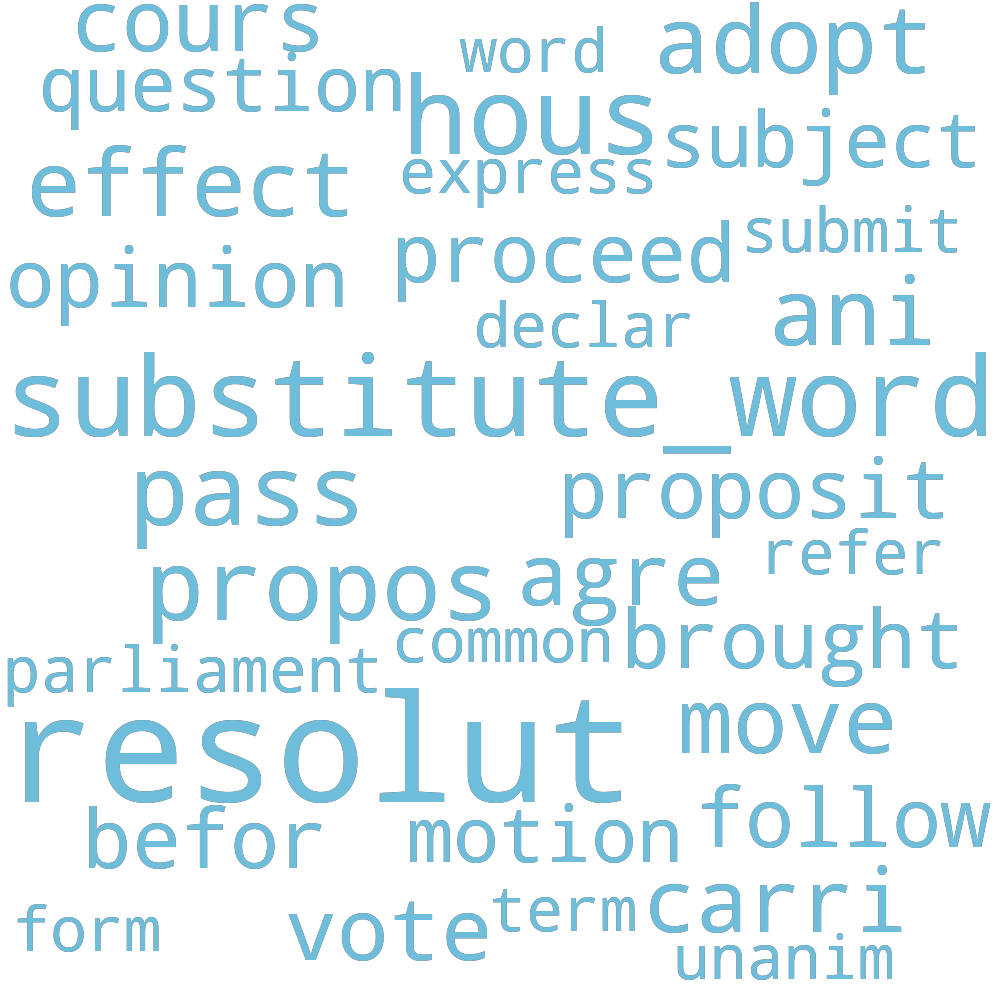 cours
word
adopt
question
hous
subject
express
effect
submit
proceed
opinion
ani
declar
substitute_word
pass
proposit
refer
agre
propos
common
brought
parliament
resolut
move
follow
befor
motion
carri
term
form
vote
unanim